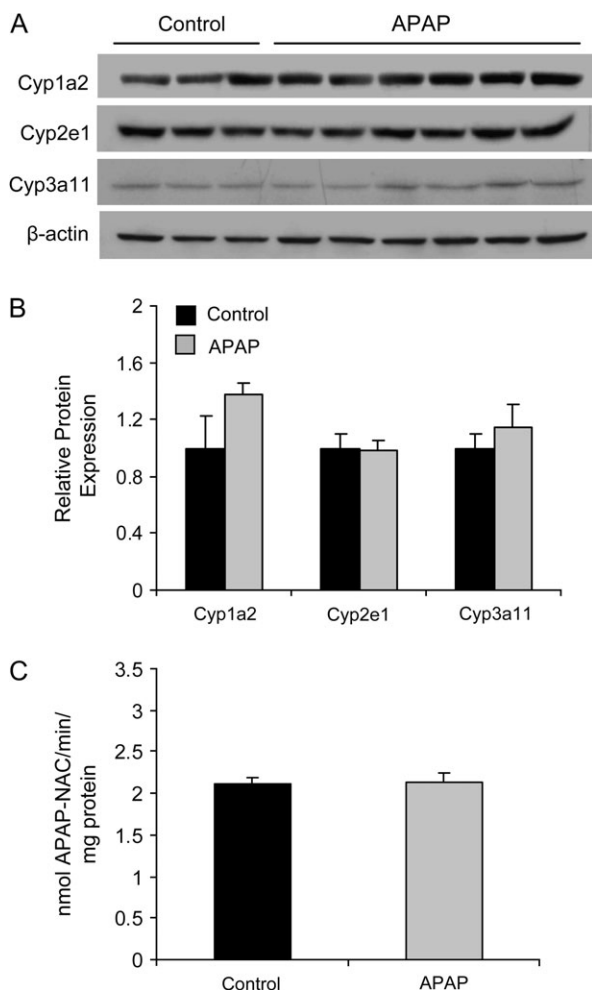 A
Control APAP
Cyp1a2
Cyp2e1
Cyp3a11
β-actin
B
2
1.6
1.2
0.8
0.4
0
Relative Protein
Expression
Control
APAP
Cyp1a2 Cyp2e1 Cyp3a11
C
3.5
3
2.5
2
1.5
1
0.5
0
nmol APAP-NAC/min/
mg protein
Control APAP